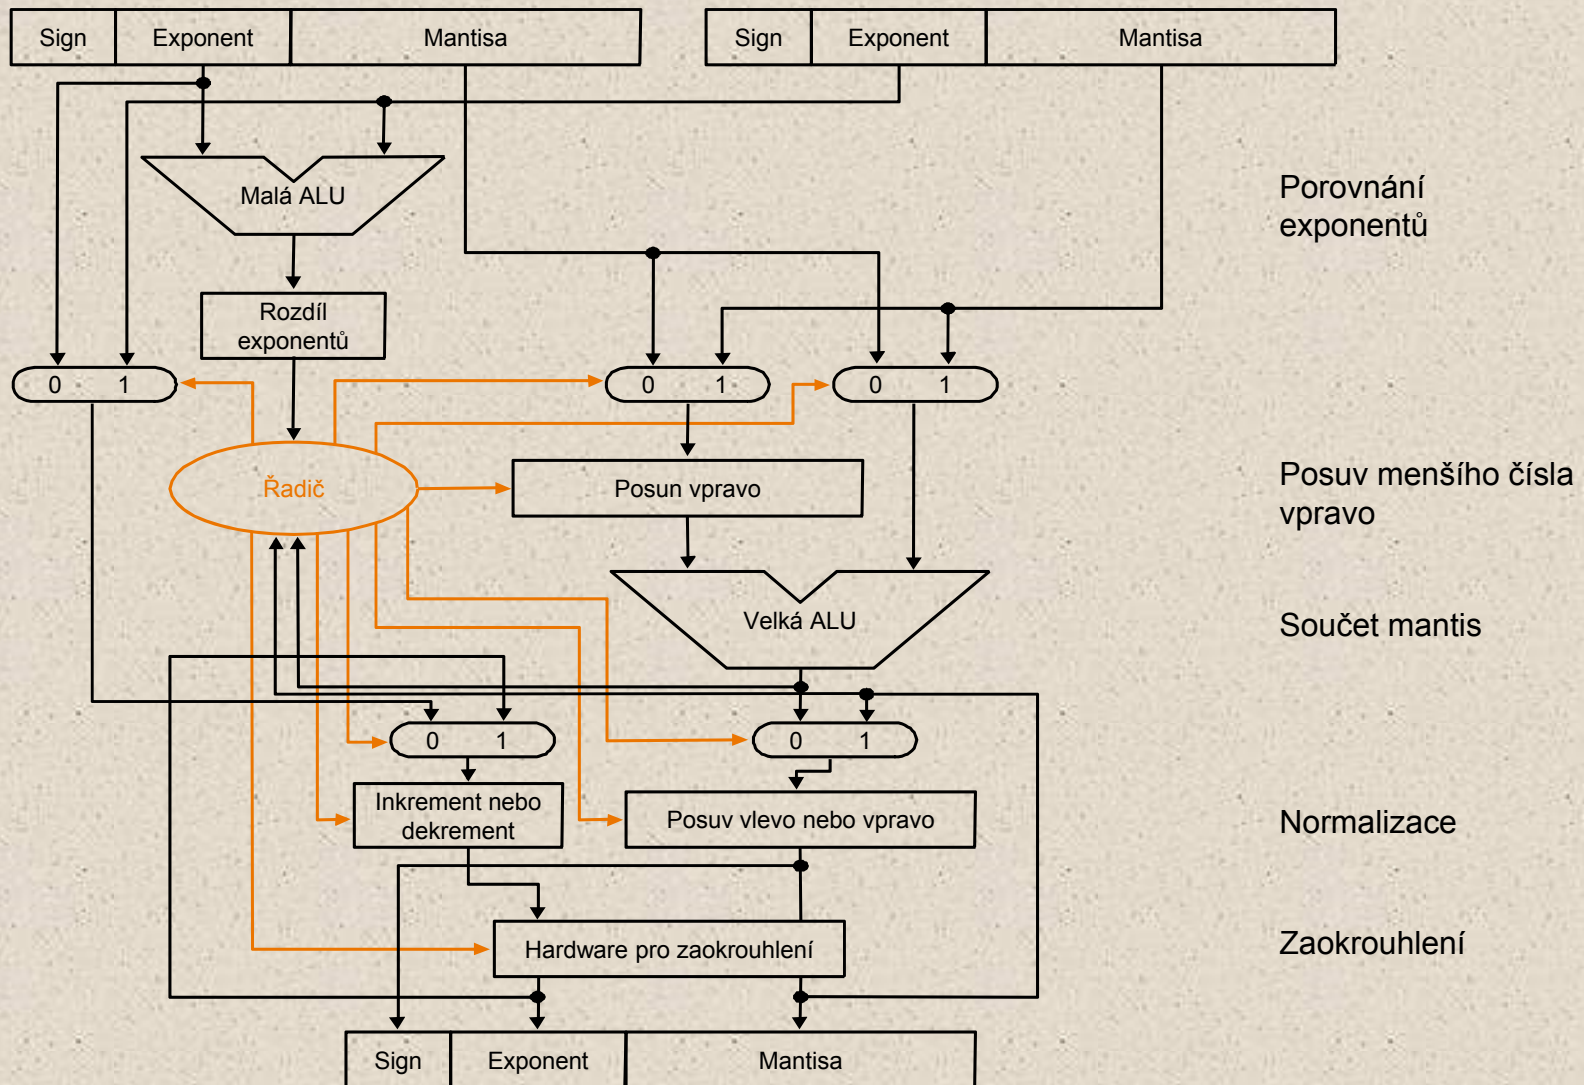 Sign Exponent Mantisa Sign Exponent Mantisa
Malá ALU
Porovnání
exponentů
Rozdíl
exponentů
0 1 0 1 0 1
Řadič
Posun vpravo
Posuv menšího čísla
vpravo
Velká ALU
Součet mantis
0 1 0 1
Inkrement nebo
dekrement
Posuv vlevo nebo vpravo
Normalizace
Hardware pro zaokrouhlení
Zaokrouhlení
Sign Exponent Mantisa